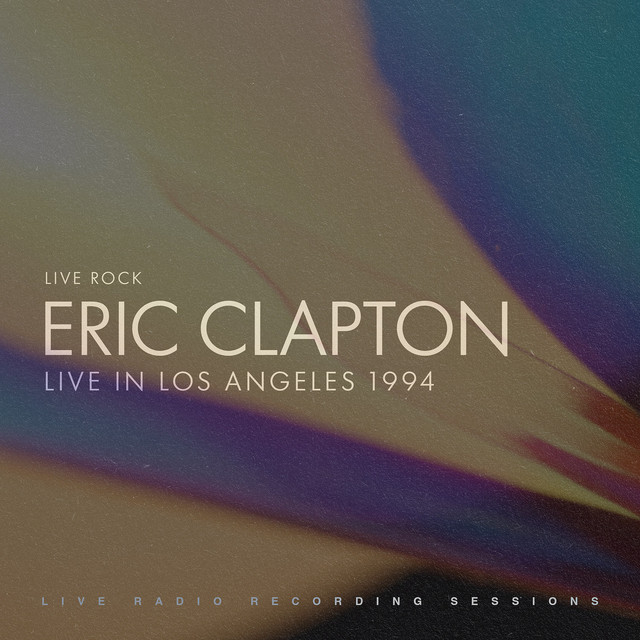 LIVE ROCK
ERIC CLAPTON
LIVE IN LOS ANGELES 1994
LIVE RADIO RECORDING SESSIONS